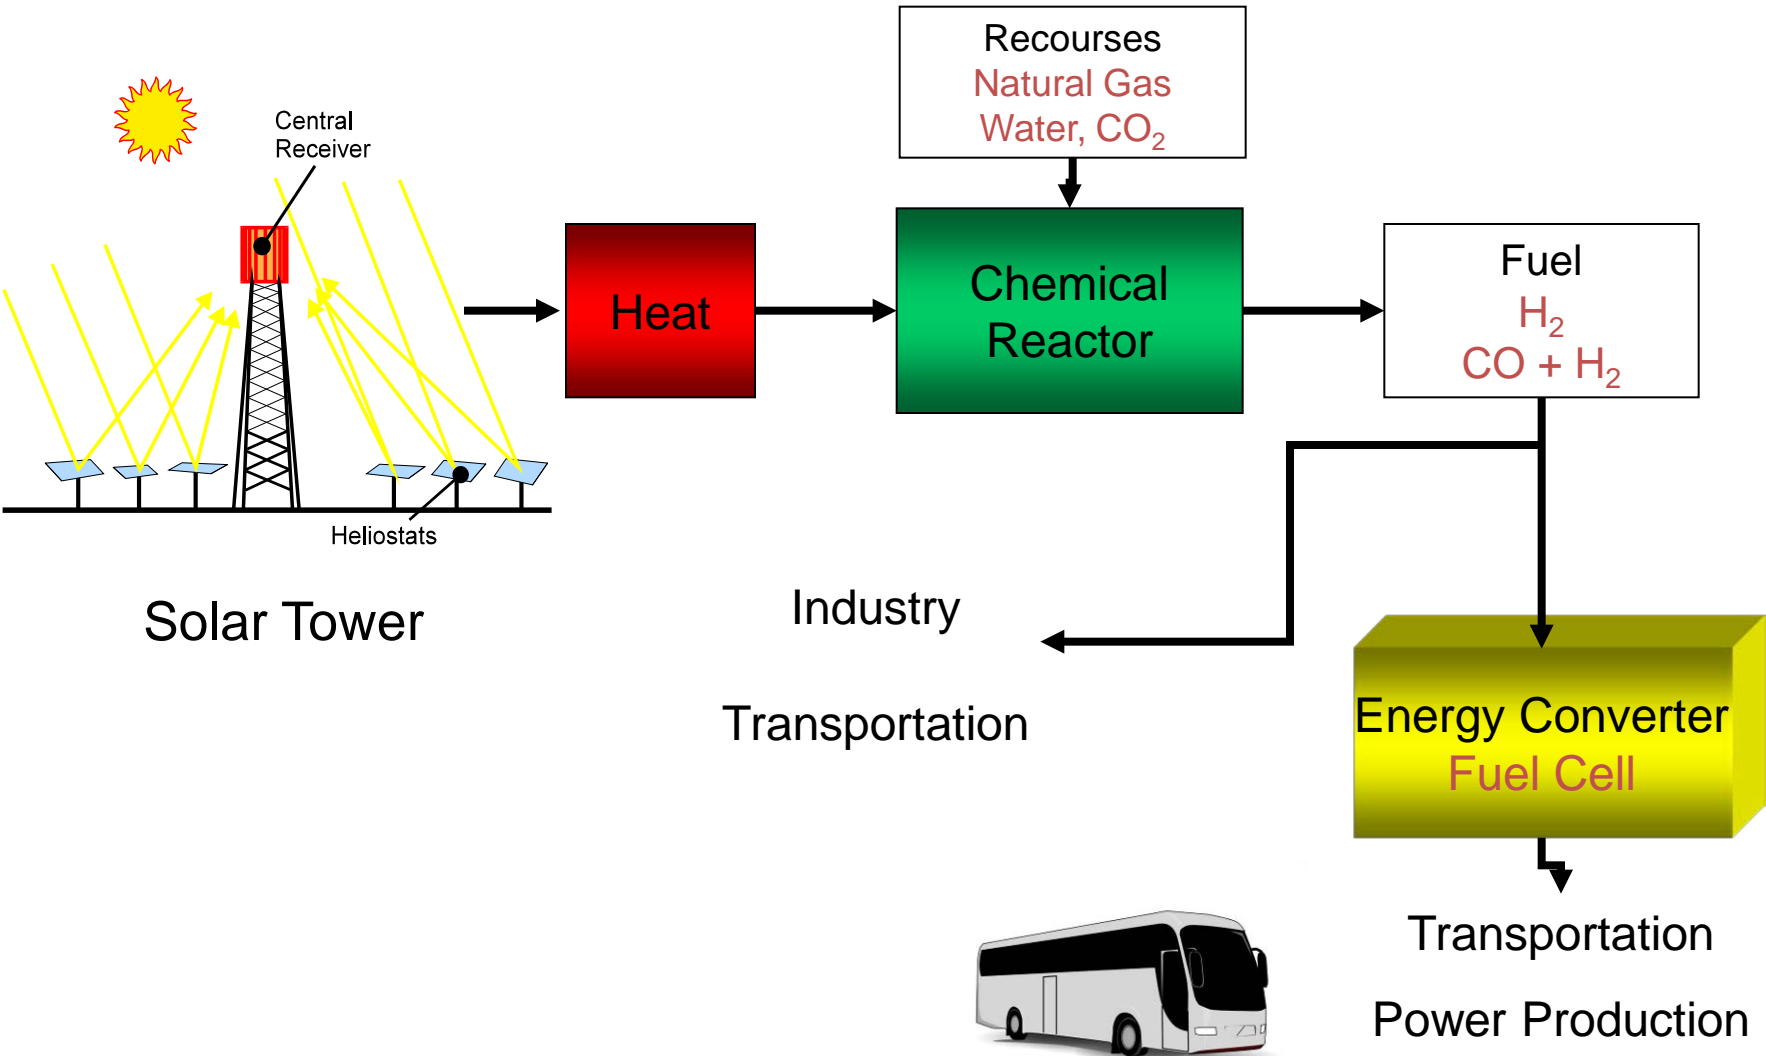 Central
Receiver
Heliostats
Solar Tower
Heat
Recourses
Natural Gas
Water, CO₂
Chemical
Reactor
Fuel
H₂
CO + H₂
Industry
Transportation
Energy Converter
Fuel Cell
Transportation
Power Production